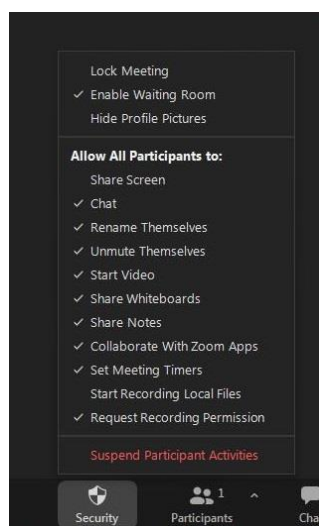 Lock Meeting
✓ Enable Waiting Room
Hide Profile Pictures
Allow All Participants to:
Share Screen
✓ Chat
✓ Rename Themselves
✓ Unmute Themselves
✓ Start Video
✓ Share Whiteboards
✓ Share Notes
✓ Collaborate With Zoom Apps
✓ Set Meeting Timers
Start Recording Local Files
✓ Request Recording Permission
Suspend Participant Activities
1
Security Participants Cha